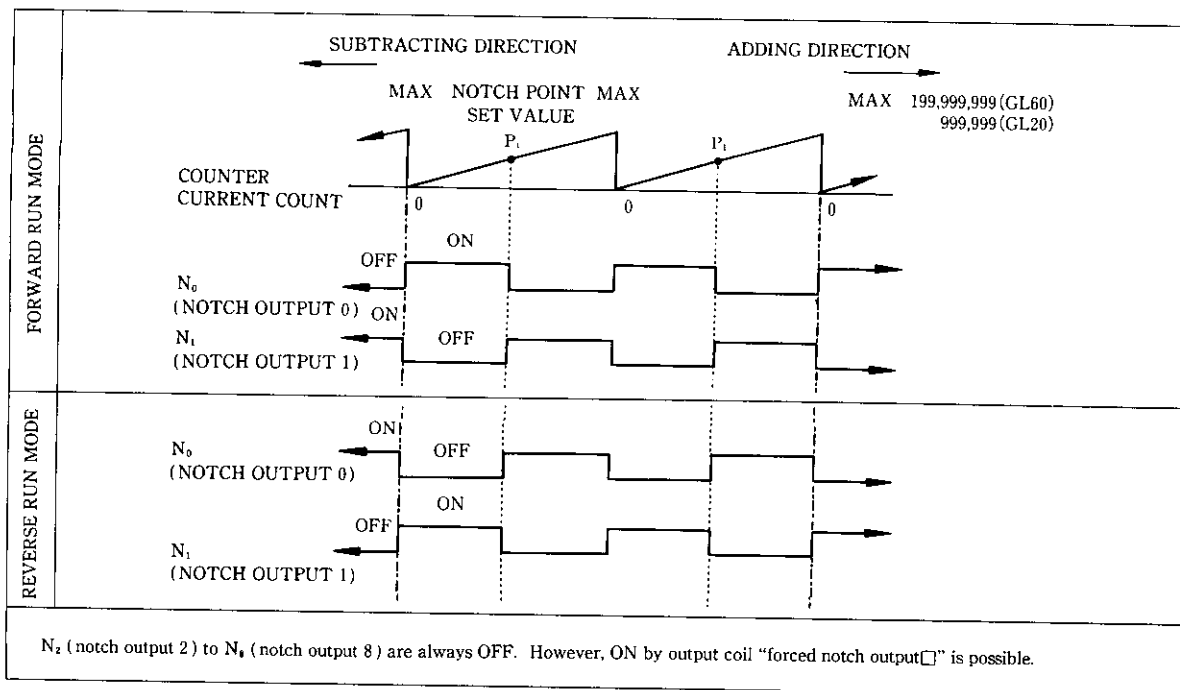 SUBTRACTING DIRECTION
ADDING DIRECTION
MAX NOTCH POINT MAX
SET VALUE
MAX 199,999,999(GL60)
999,999(GL20)
P₁
P₁
COUNTER
CURRENT COUNT
0
0
0
FORWARD RUN MODE
ON
OFF
N₀
(NOTCH OUTPUT 0)
ON
N₁
OFF
(NOTCH OUTPUT 1)
REVERSE RUN MODE
ON
N₀
OFF
(NOTCH OUTPUT 0)
ON
OFF
N₁
(NOTCH OUTPUT 1)
N₂ (notch output 2) to N₈ (notch output 8) are always OFF. However, ON by output coil “forced notch output□” is possible.